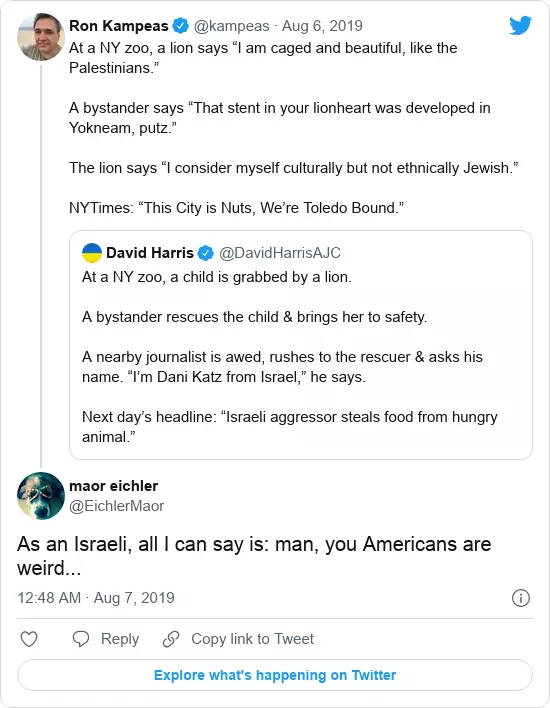 Ron Kampeas @kampeas · Aug 6, 2019
At a NY zoo, a lion says “I am caged and beautiful, like the
Palestinians.”
A bystander says “That stent in your lionheart was developed in
Yokneam, putz.”
The lion says “I consider myself culturally but not ethnically Jewish.”
NYTimes: “This City is Nuts, We’re Toledo Bound.”
David Harris @DavidHarrisAJC
At a NY zoo, a child is grabbed by a lion.
A bystander rescues the child & brings her to safety.
A nearby journalist is awed, rushes to the rescuer & asks his
name. “I’m Dani Katz from Israel,” he says.
Next day’s headline: “Israeli aggressor steals food from hungry
animal.”
maor eichler
@EichlerMaor
As an Israeli, all I can say is: man, you Americans are
weird...
12:48 AM · Aug 7, 2019
Reply Copy link to Tweet
Explore what's happening on Twitter